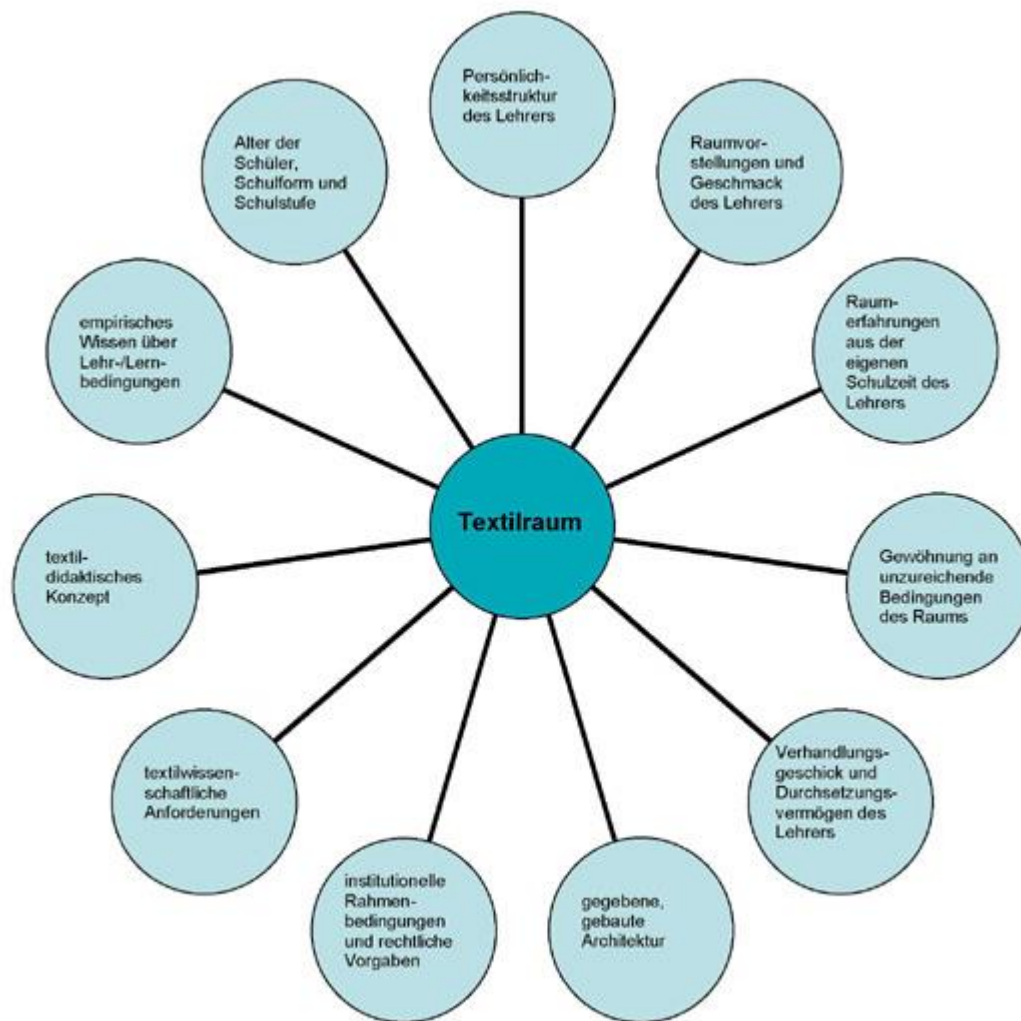 Persönlich-
keitsstruktur
des Lehrers
Raumvor-
stellungen und
Geschmack
des Lehrers
Raum-
erfahrungen
aus der
eigenen
Schulzeit des
Lehrers
Gewöhnung an
unzureichende
Bedingungen
des Raums
Verhandlungs-
geschick und
Durchsetzungs-
vermögen des
Lehrers
gegebene,
gebaute
Architektur
institutionelle
Rahmen-
bedingungen
und rechtliche
Vorgaben
textilwissen-
schaftliche
Anforderungen
textil-
didaktisches
Konzept
empirisches
Wissen über
Lehr-/Lern-
bedingungen
Alter der
Schüler,
Schulform und
Schulstufe
Textilraum